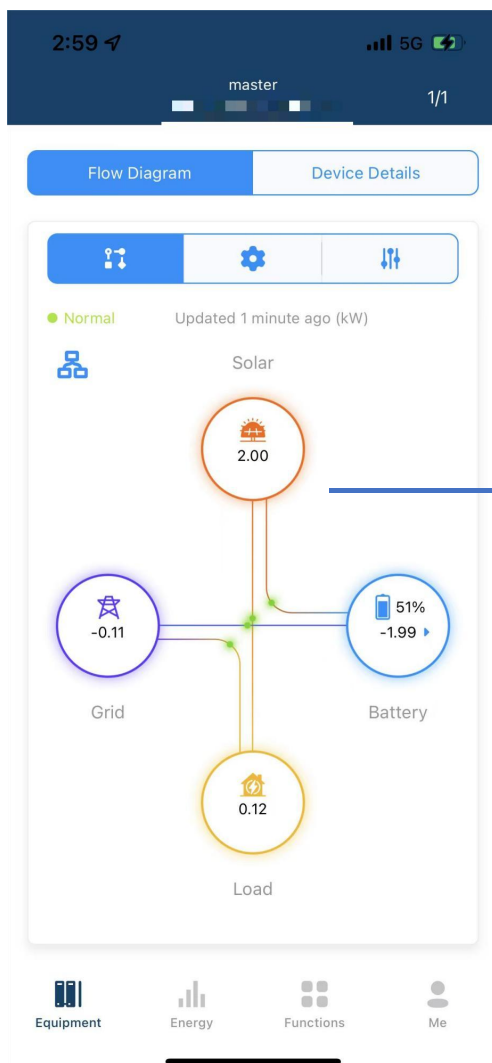 2:59 5G
master
1/1
Flow Diagram Device Details
Normal Updated 1 minute ago (kW)
Solar
2.00
51%
-0.11 -1.99
Grid Battery
0.12
Load
Equipment Energy Functions Me